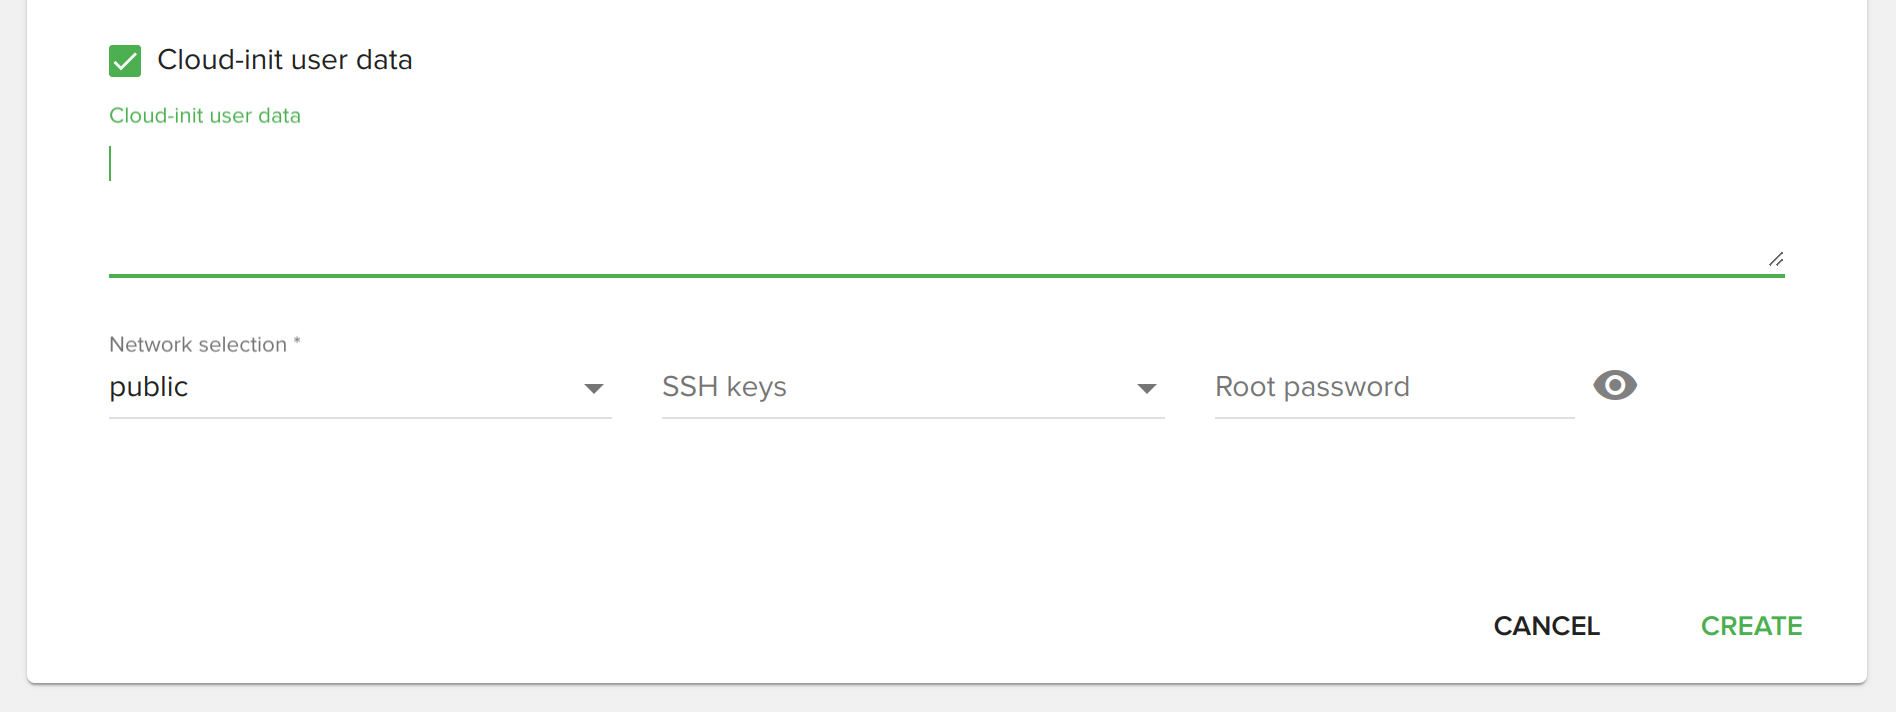 Cloud-init user data
Cloud-init user data
Network selection *
public
SSH keys
Root password
CANCEL
CREATE